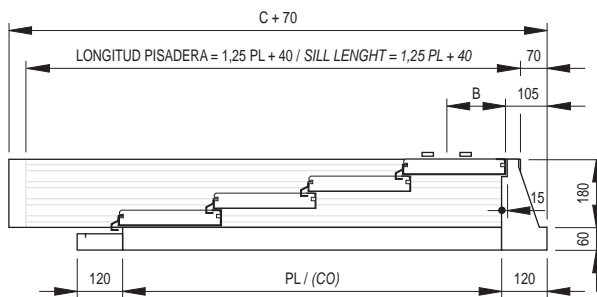 C + 70
LONGITUD PISADERA = 1,25 PL + 40 / SILL LENGHT = 1,25 PL + 40
70
B
105
15
180
60
120
PL / (CO)
120